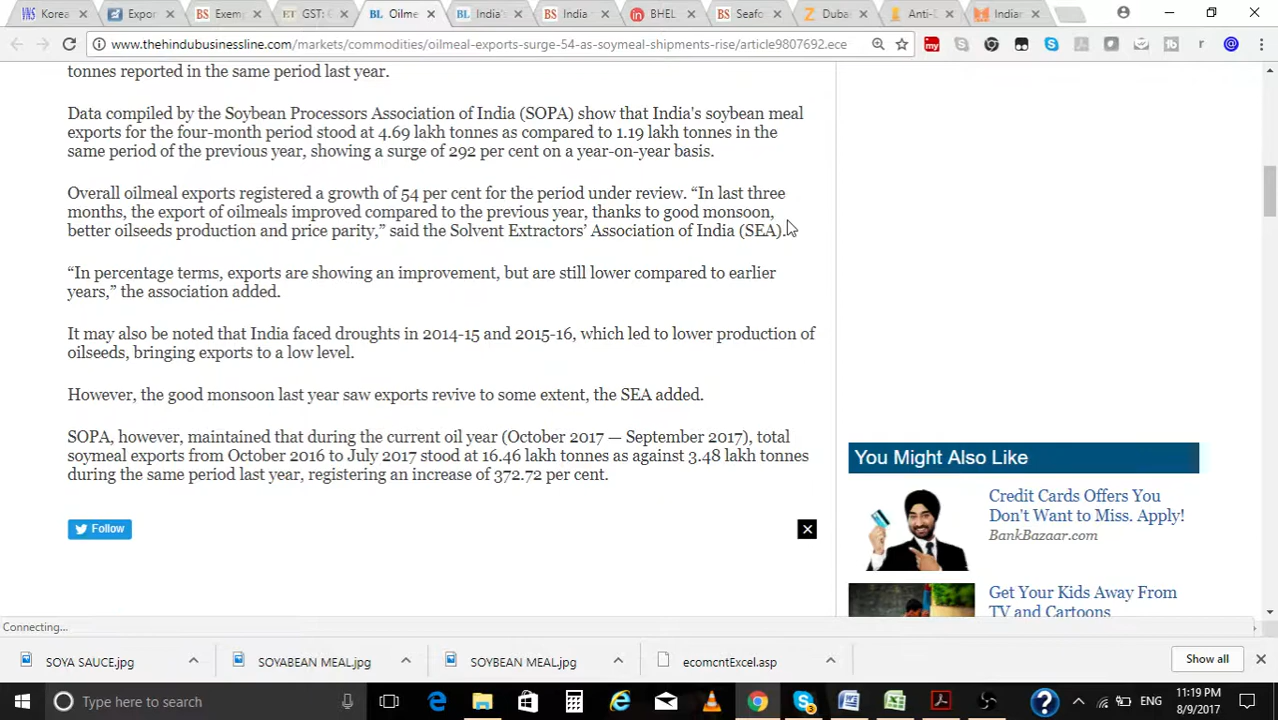 Korea
Expor
Exemp
GST: E
Oilme
India's
India
BHEL
Seafo
Duba
Anti-D
Indian
www.thehindubusinessline.com/markets/commodities/oilmeal-exports-surge-54-as-soymeal-shipments-rise/article9807692.ece
tonnes reported in the same period last year.
Data compiled by the Soybean Processors Association of India (SOPA) show that India's soybean meal
exports for the four-month period stood at 4.69 lakh tonnes as compared to 1.19 lakh tonnes in the
same period of the previous year, showing a surge of 292 per cent on a year-on-year basis.
Overall oilmeal exports registered a growth of 54 per cent for the period under review. “In last three
months, the export of oilmeals improved compared to the previous year, thanks to good monsoon,
better oilseeds production and price parity,” said the Solvent Extractors’ Association of India (SEA).
“In percentage terms, exports are showing an improvement, but are still lower compared to earlier
years,” the association added.
It may also be noted that India faced droughts in 2014-15 and 2015-16, which led to lower production of
oilseeds, bringing exports to a low level.
However, the good monsoon last year saw exports revive to some extent, the SEA added.
SOPA, however, maintained that during the current oil year (October 2017 — September 2017), total
soymeal exports from October 2016 to July 2017 stood at 16.46 lakh tonnes as against 3.48 lakh tonnes
during the same period last year, registering an increase of 372.72 per cent.
Follow
You Might Also Like
Credit Cards Offers You
Don't Want to Miss. Apply!
BankBazaar.com
Get Your Kids Away From
TV and Cartoons
Connecting...
SOYA SAUCE.jpg
SOYABEAN MEAL.jpg
SOYBEAN MEAL.jpg
ecomcntExcel.asp
Show all
Type here to search
ENG
11:19 PM
8/9/2017